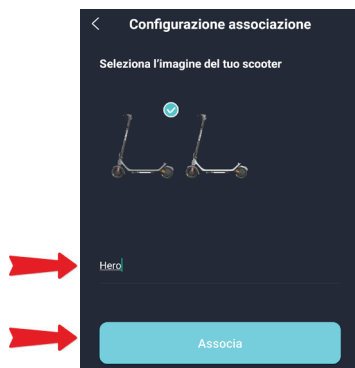 Configurazione associazione
Seleziona l'imagine del tuo scooter
Hero
Associa